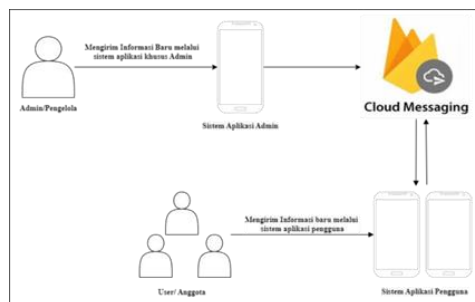 Mengirim Informasi Baru melalui
sistem aplikasi khusus Admin
Admin/Pengelola
Sistem Aplikasi Admin
Cloud Messaging
Mengirim Informasi baru melalui
sistem aplikasi pengguna
User/ Anggota
Sistem Aplikasi Pengguna